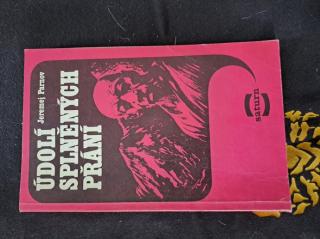 Jeremej Parnov
ÚDOLÍ
SPLNĚNÝCH
PŘÁNÍ
saturn